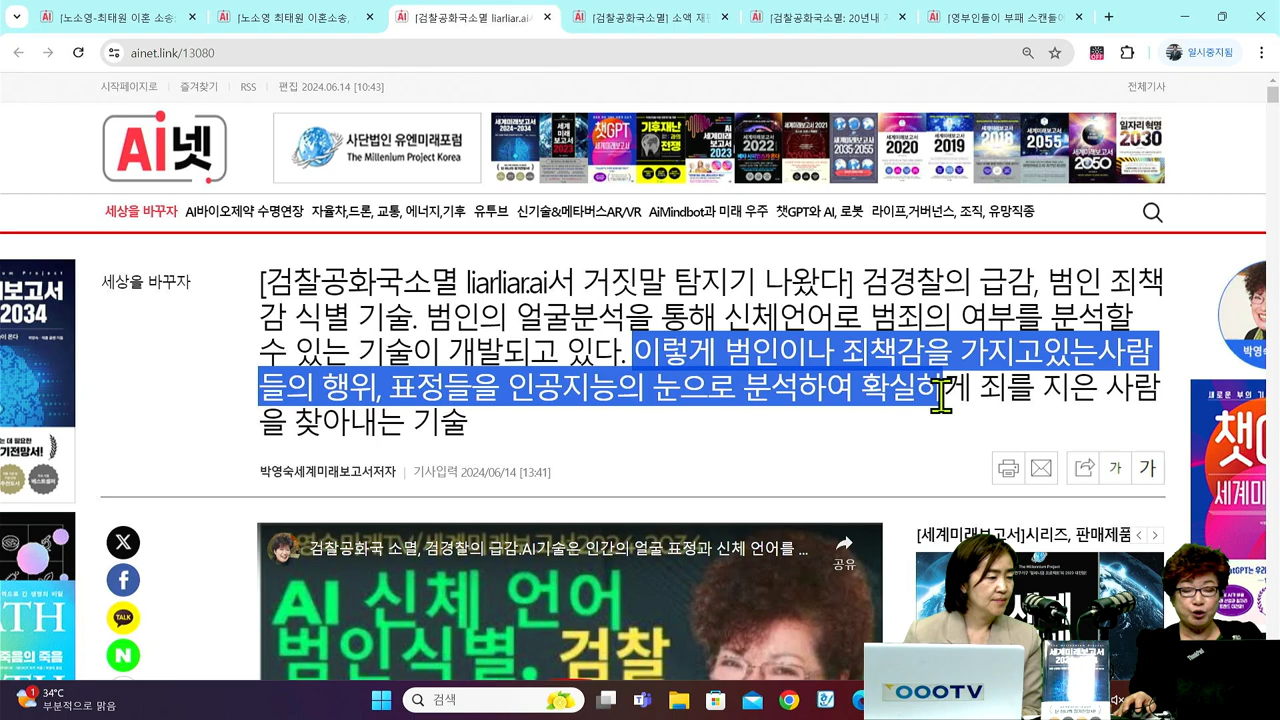 [노소영-최태원 이혼 소송:
[노소영 최태원 이혼소송,
[검찰공화국소멸 liarliar.ai서
[검찰공화국소멸] 소액 재판
[검찰공화국소멸: 20년내 기
[영부인들이 부패 스캔들에
ainet.link/13080
OFF
일시중지됨
시작페이지로 | 즐겨찾기 | RSS | 편집 2024.06.14 [10:43]
전체기사
Ai넷
사단법인 유엔미래포럼
The Millenium Project Korea
세상을 바꾸자 AI바이오제약 수명연장 자율차,드론, 교통, 에너지,기후 유튜브 신기술&메타버스AR/VR AiMindbot과 미래 우주 챗GPT와 AI, 로봇 라이프,거버넌스, 조직, 유망직종
세상을 바꾸자
[검찰공화국소멸 liarliar.ai서 거짓말 탐지기 나왔다] 검경찰의 급감, 범인 죄책
감 식별 기술. 범인의 얼굴분석을 통해 신체언어로 범죄의 여부를 분석할
수 있는 기술이 개발되고 있다. 이렇게 범인이나 죄책감을 가지고있는사람
들의 행위, 표정들을 인공지능의 눈으로 분석하여 확실하게 죄를 지은 사람
을 찾아내는 기술
박영숙세계미래보고서저자 | 기사입력 2024/06/14 [13:41]
가 가
검찰공화국 소멸, 검경찰의 급감.AI기술은 인간의 얼굴 표정과 신체 언어를 ...
공유
AI 신체 언어
범인식별. 검찰
[세계미래보고서]시리즈, 판매제품
TALK
N
OOOTV
ThinkPad
34°C
부분적으로 맑음
검색